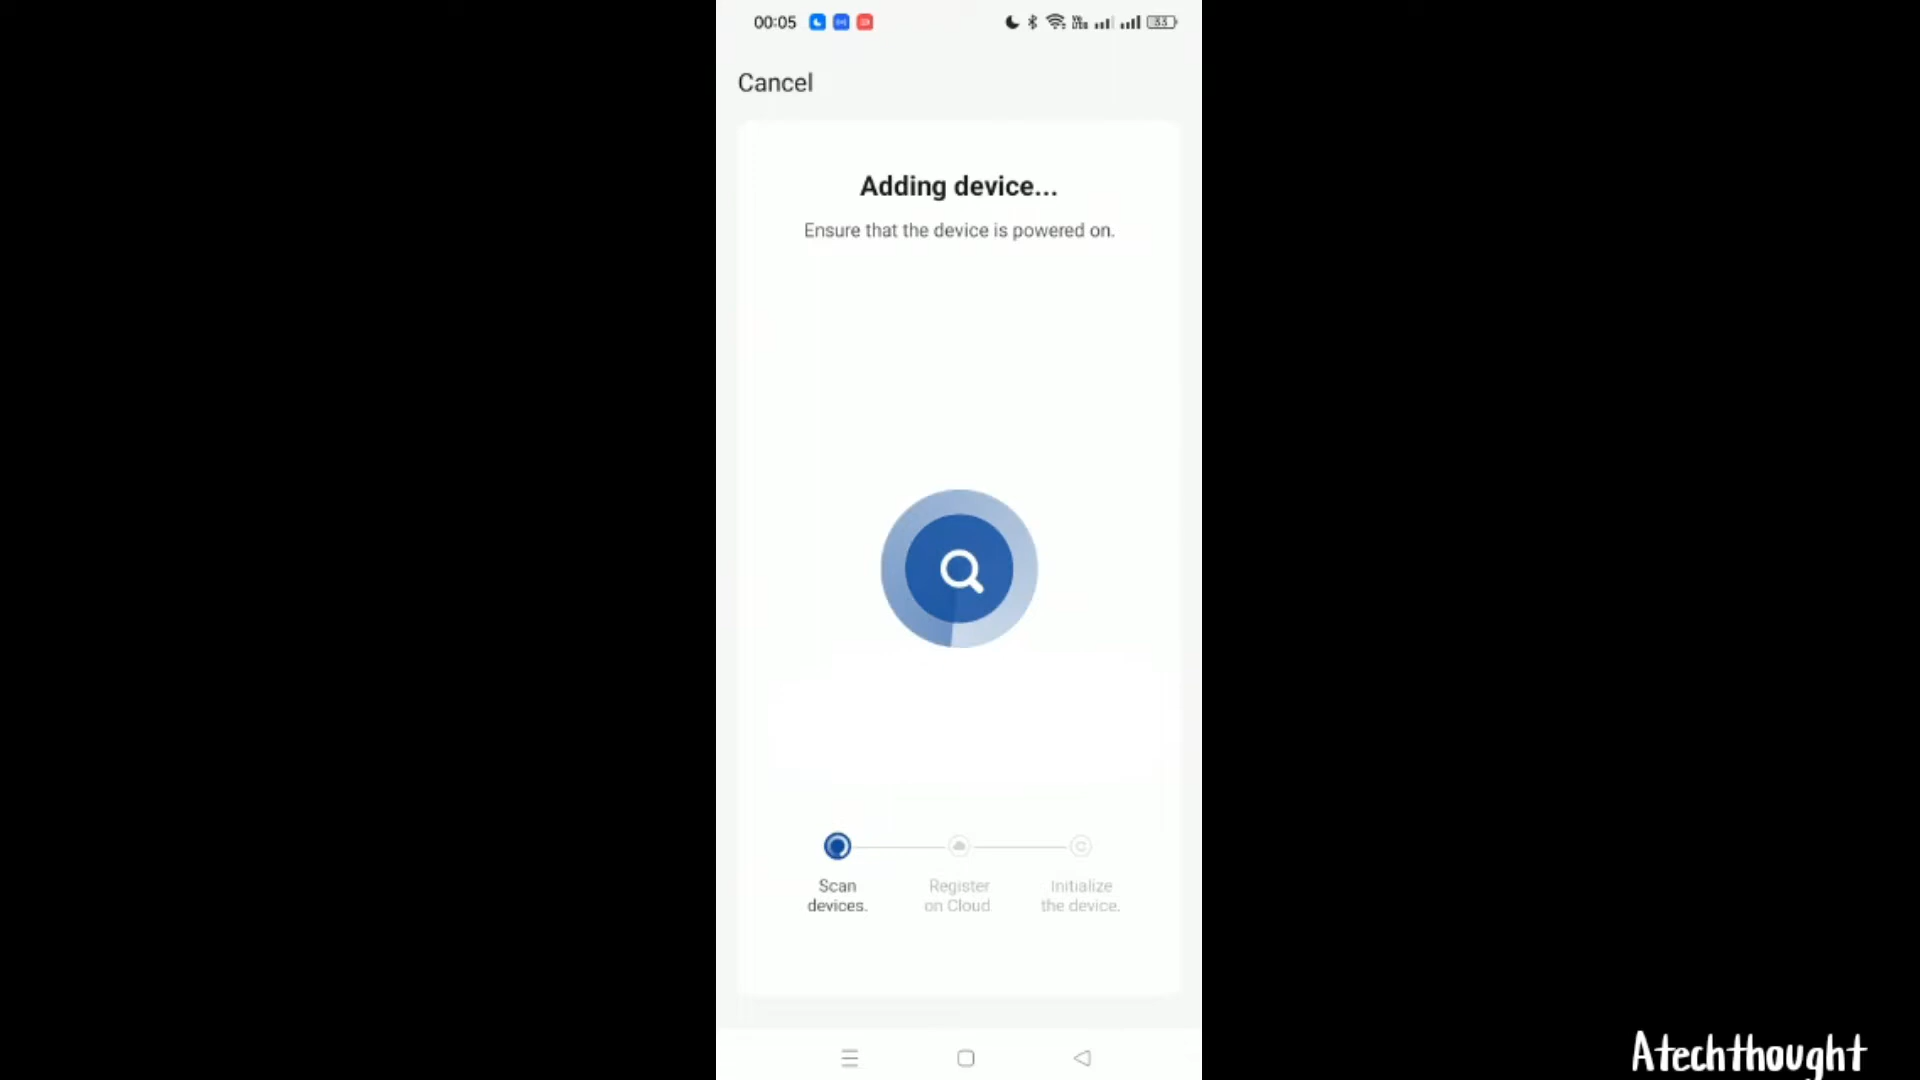 00:05
33
Cancel
Adding device...
Ensure that the device is powered on.
Scan
devices.
Register
on Cloud
Initialize
the device.
Atechthought